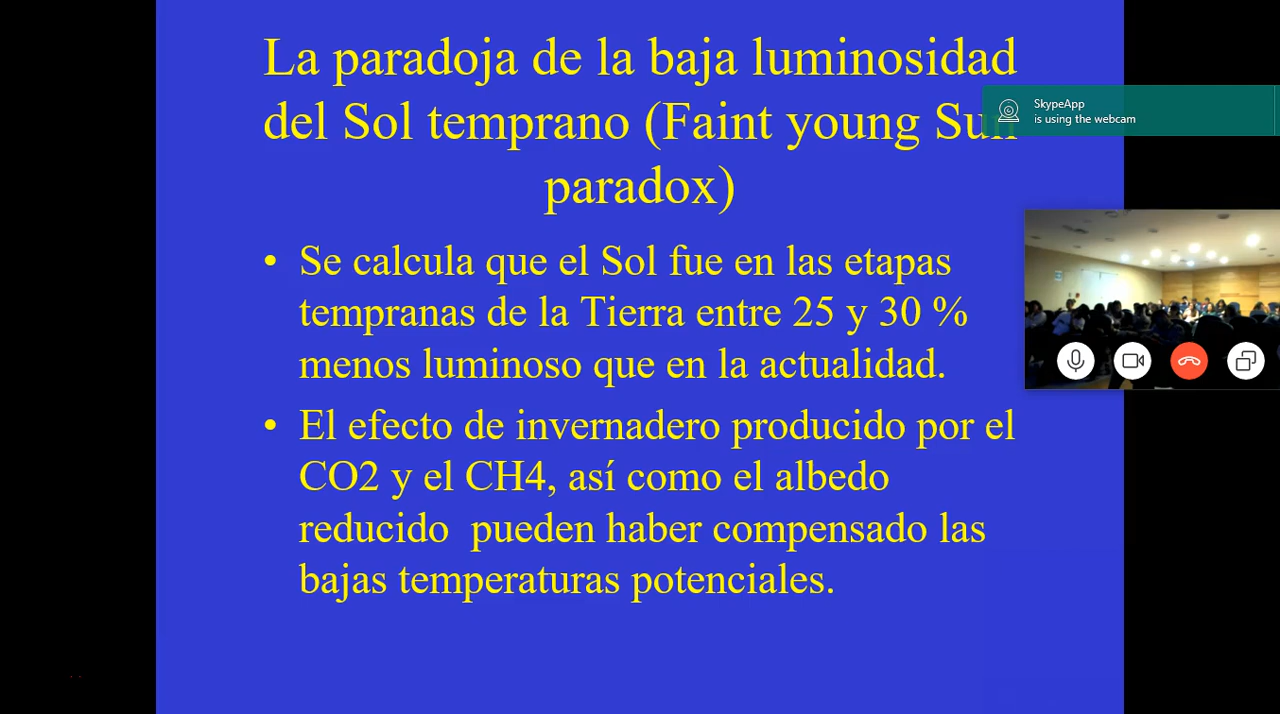 La paradoja de la baja luminosidad
del Sol temprano (Faint young Sun
paradox)
SkypeApp
is using the webcam
• Se calcula que el Sol fue en las etapas
tempranas de la Tierra entre 25 y 30 %
menos luminoso que en la actualidad.
• El efecto de invernadero producido por el
CO2 y el CH4, así como el albedo
reducido  pueden haber compensado las
bajas temperaturas potenciales.